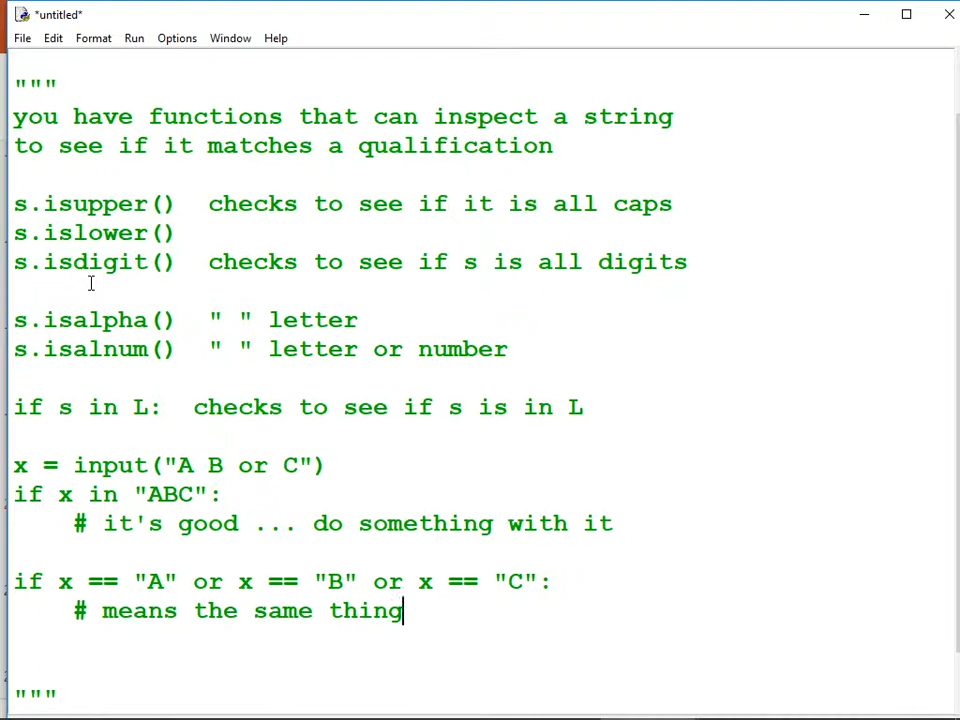 *untitled*
File Edit Format Run Options Window Help
"""
you have functions that can inspect a string
to see if it matches a qualification
s.isupper()  checks to see if it is all caps
s.islower()
s.isdigit()  checks to see if s is all digits
s.isalpha()  " " letter
s.isalnum()  " " letter or number
if s in L:  checks to see if s is in L
x = input("A B or C")
if x in "ABC":
    # it's good ... do something with it
if x == "A" or x == "B" or x == "C":
    # means the same thing
"""